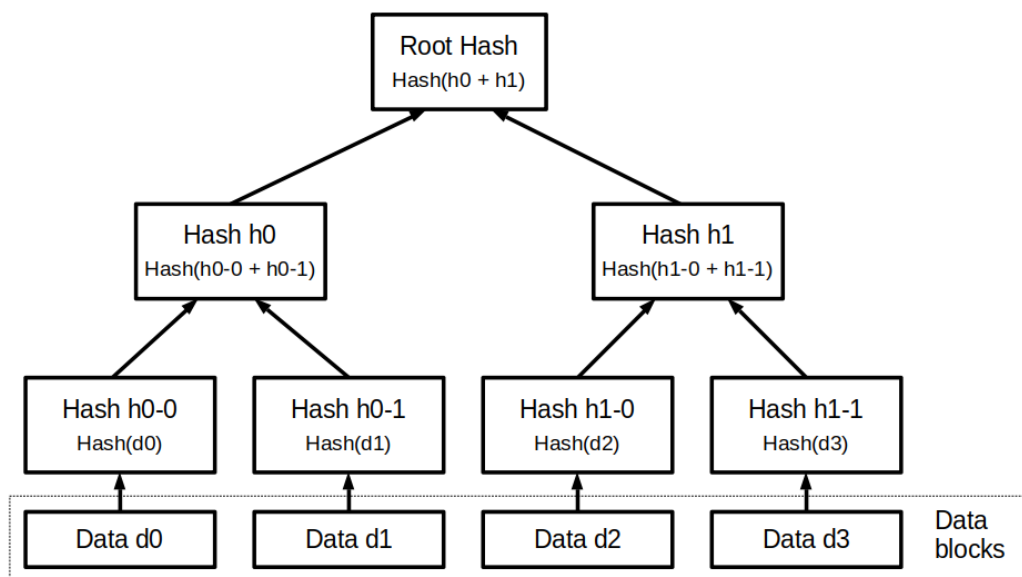 Root Hash
Hash(h0 + h1)
Hash h0
Hash(h0-0 + h0-1)
Hash h1
Hash(h1-0 + h1-1)
Hash h0-0
Hash(d0)
Hash h0-1
Hash(d1)
Hash h1-0
Hash(d2)
Hash h1-1
Hash(d3)
Data d0
Data d1
Data d2
Data d3
Data
blocks